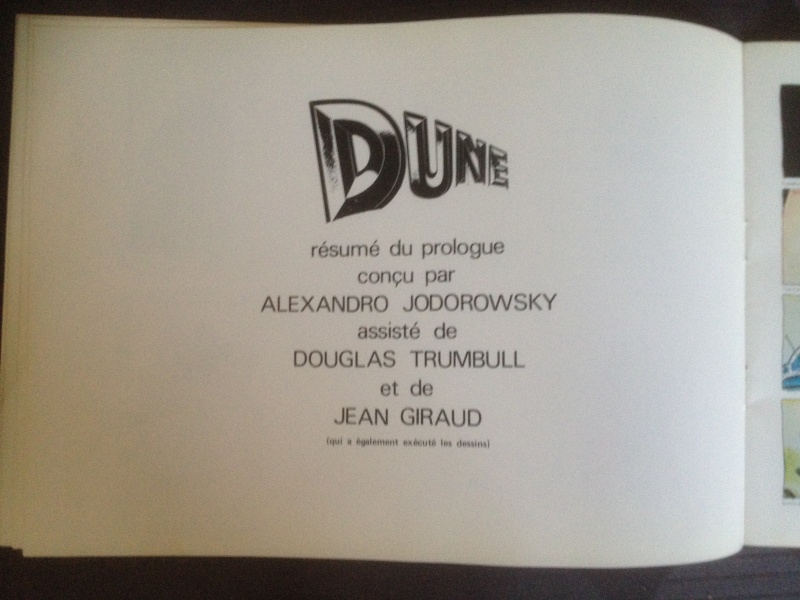 DUNE
résumé du prologue
conçu par
ALEXANDRO JODOROWSKY
assisté de
DOUGLAS TRUMBULL
et de
JEAN GIRAUD
(qui a également exécuté les dessins)